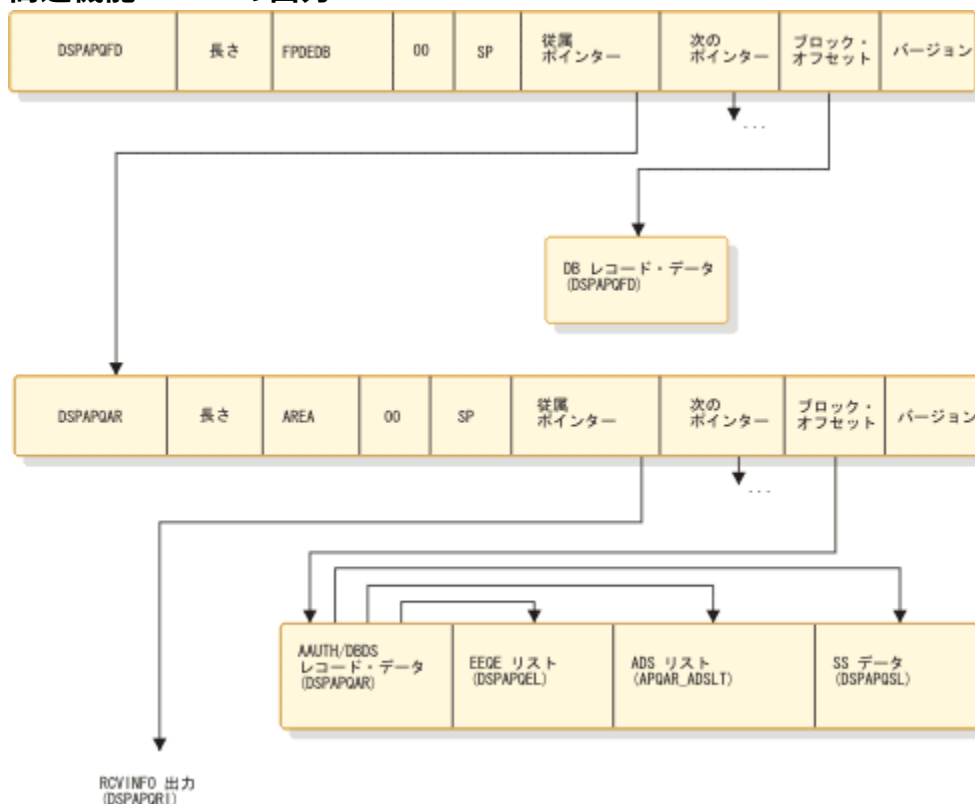 DSPAPQFD
長さ
FPDEDB
00
SP
従属
ポインター
次の
ポインター
ブロック・
オフセット
バージョン
...
DB レコード・データ
(DSPAPQFD)
DSPAPQAR
長さ
AREA
00
SP
従属
ポインター
次の
ポインター
ブロック・
オフセット
バージョン
...
AAUTH/DBDS
レコード・データ
(DSPAPQAR)
EEQE リスト
(DSPAPQEL)
ADS リスト
(APQAR_ADSLT)
SS データ
(DSPAPQSL)
RCVINFO 出力
(DSPAPQRI)